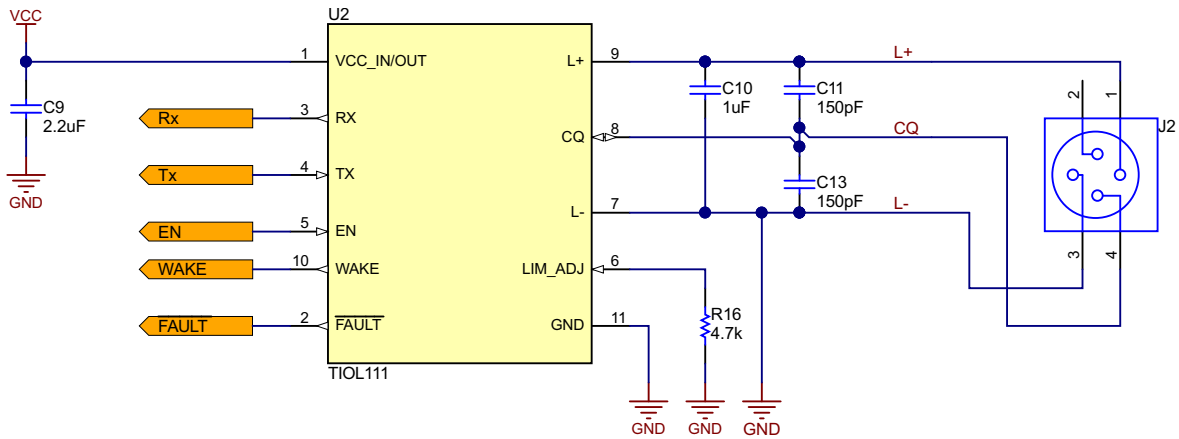 VCC
C9
2.2uF
GND
Rx
Tx
EN
WAKE
FAULT
U2
1 VCC_IN/OUT
3 RX
4 TX
5 EN
10 WAKE
2 FAULT
L+ 9
CQ 8
L- 7
LIM_ADJ 6
GND 11
TIOL111
C10
1uF
C11
150pF
C13
150pF
R16
4.7k
GND
GND
GND
L+
CQ
L-
2
1
J2
3
4